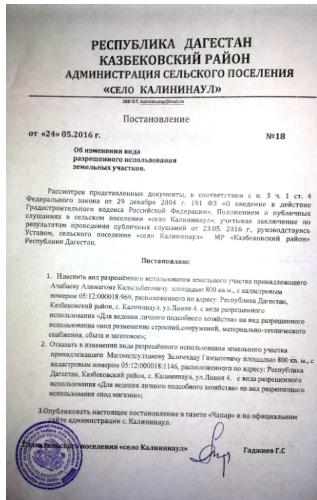 РЕСПУБЛИКА ДАГЕСТАН
КАЗБЕКОВСКИЙ РАЙОН
АДМИНИСТРАЦИЯ СЕЛЬСКОГО ПОСЕЛЕНИЯ
«СЕЛО КАЛИНИНАУЛ»
Постановление
от «24» 05.2016 г. №18
Об изменении вида
разрешенного использования
земельных участков.
Рассмотрев представленные документы, в соответствии с п. 3 ч.1 ст. 4
Федерального закона от 29 декабря 2004 г. 191 ФЗ «О введение в действие
Градостроительного кодекса Российской Федерации», Положением о публичных
слушаниях в сельском поселении «село Калининаул», учитывая заключение по
результатам проведения публичных слушаний от 23.05. 2016 г., руководствуясь
Уставом, сельского поселения «село Калининаул» МР «Казбековский район»
Республики Дагестан.
Постановляю:
1. Изменить вид разрешённого использования земельного участка принадлежащего
Ачабаеву Алимагоме площадью 800 кв.м., с кадастровым
номером 05:12:000018:969, расположенного по адресу: Республика Дагестан,
Казбековский район, с. Калининаул, ул.Линия 4, с вида разрешенного
использования «Для ведения личного подсобного хозяйства» на вид разрешенного
использования «под размещение строений,сооружений, материально-технического
снабжения, сбыта и заготовок»;
2. Отказать в изменении вида разрешённого использования земельного участка
принадлежащего Магомедсултанову Залимхану Гамзатовичу площадью 800 кв. м., с
кадастровым номером 05:12:000018:1146, расположенного по адресу: Республика
Дагестан, Казбековский район, с. Калининаул, ул.Линия 4, с вида разрешенного
использования «Для ведения личного подсобного хозяйства» на вид разрешенного
использования «под магазин»;
3.Опубликовать настоящее постановление в газете «Чапар» и на официальном
сайте администрации с. Калининаул.
Глава сельского поселения «село Калининаул» Гаджиев Г.С